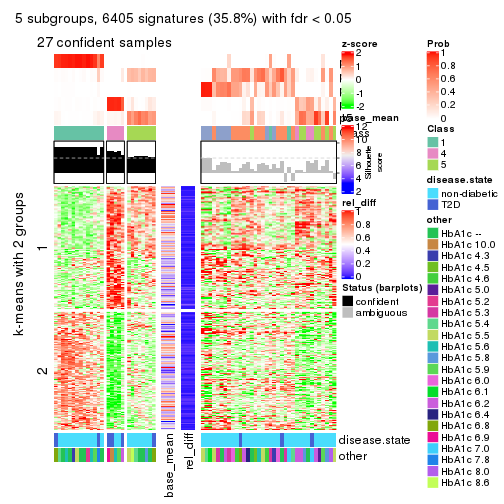 5 subgroups, 6405 signatures (35.8%) with fdr < 0.05
27 confident samples
k-means with 2 groups
1
2
1
0.5
0
Silhouette
score
base_mean
rel_diff
disease.state
other
z-score
2
1
0
-1
-2
base_mean
12
10
8
6
4
2
rel_diff
1
0.8
0.6
0.4
0.2
0
Status (barplots)
confident
ambiguous
Prob
1
0.8
0.6
0.4
0.2
0
Class
1
4
5
disease.state
non-diabetic
T2D
other
HbA1c --
HbA1c 10.0
HbA1c 4.3
HbA1c 4.5
HbA1c 4.6
HbA1c 5.0
HbA1c 5.2
HbA1c 5.3
HbA1c 5.4
HbA1c 5.5
HbA1c 5.6
HbA1c 5.8
HbA1c 5.9
HbA1c 6.0
HbA1c 6.1
HbA1c 6.2
HbA1c 6.4
HbA1c 6.8
HbA1c 6.9
HbA1c 7.0
HbA1c 7.8
HbA1c 8.0
HbA1c 8.6